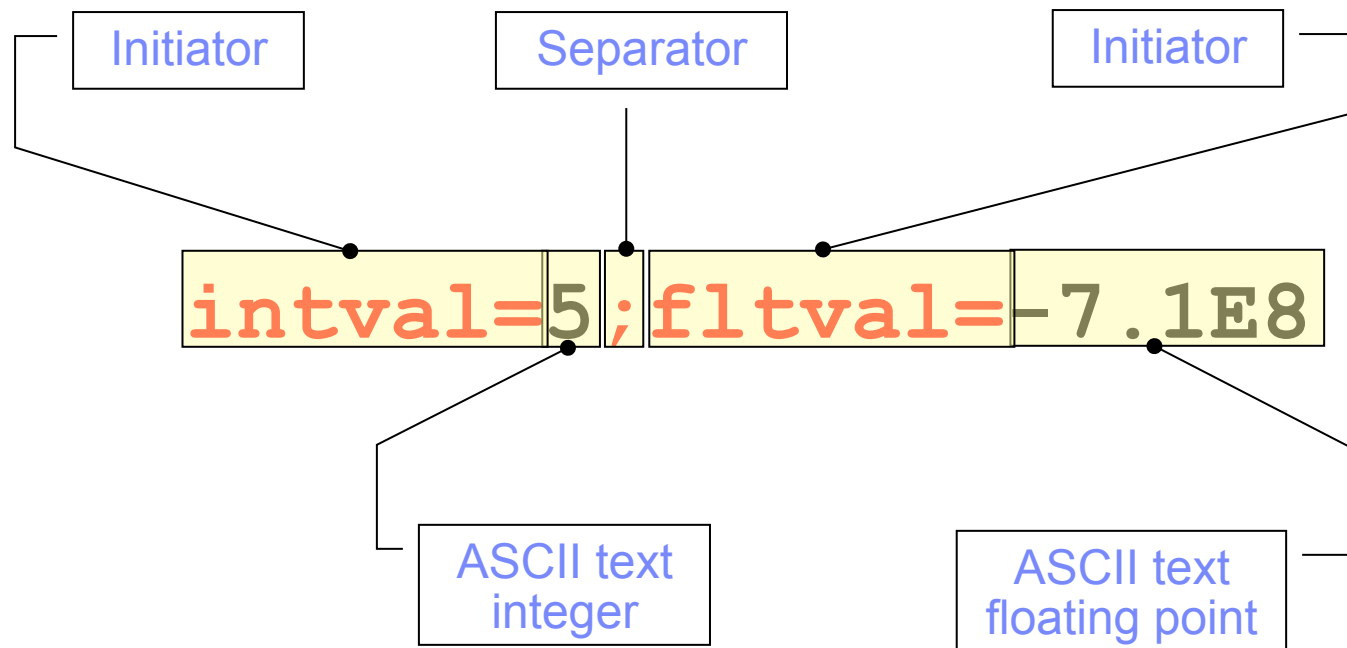 Initiator
Separator
Initiator
intval=5;fltval=-7.1E8
ASCII text
integer
ASCII text
floating point